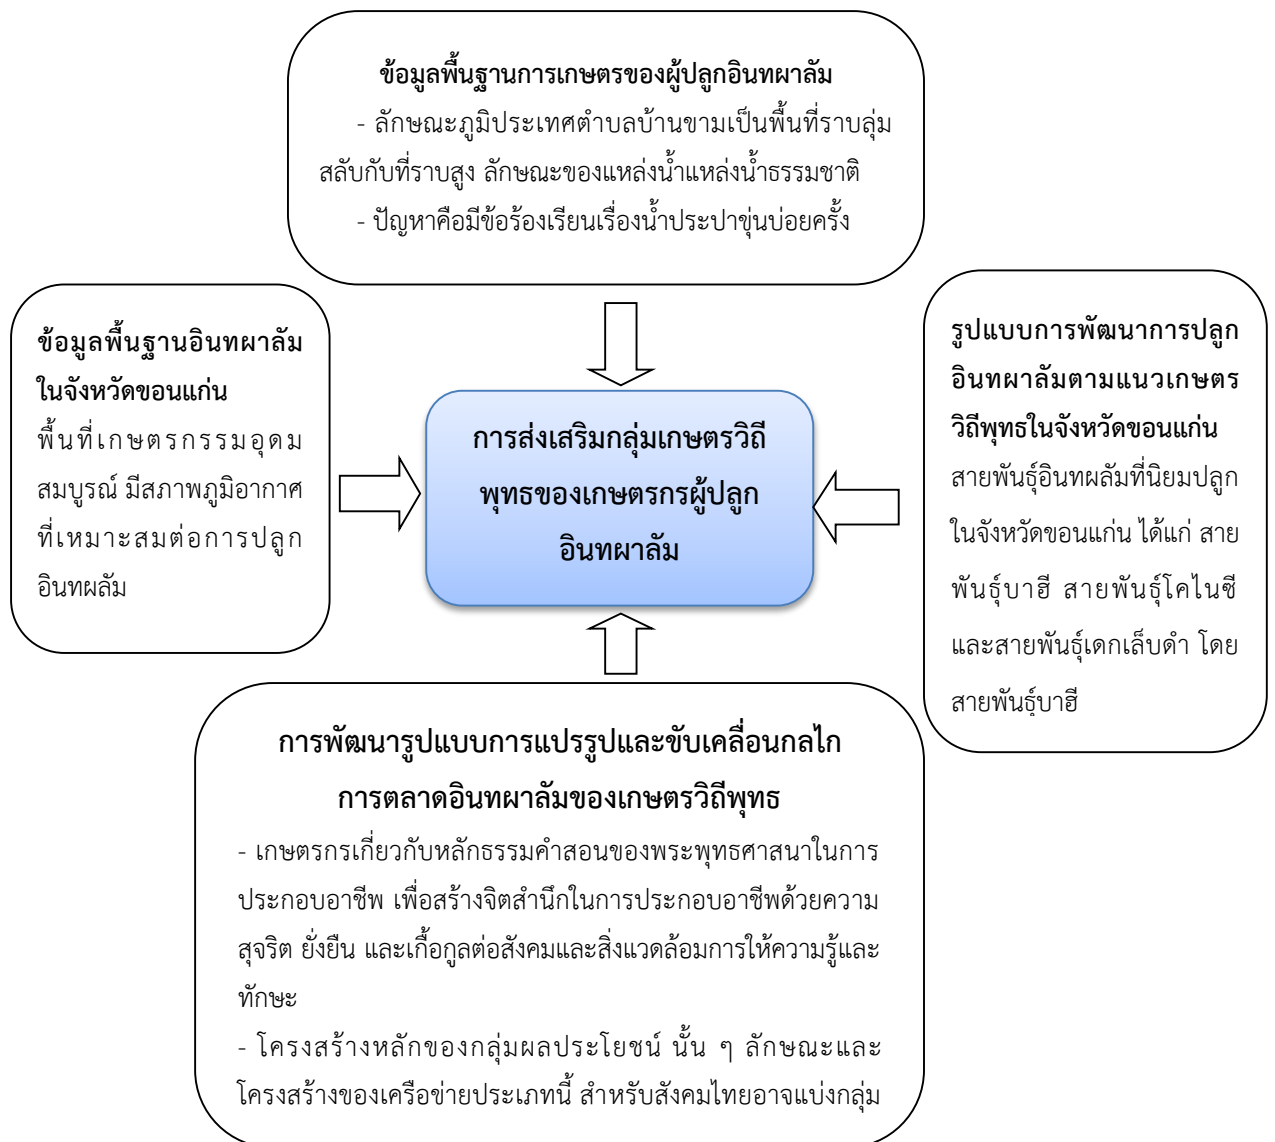 ข้อมูลพื้นฐานการเกษตรของผู้ปลูกอินทผาลัม
- ลักษณะภูมิประเทศตำบลบ้านขามเป็นพื้นที่ราบลุ่ม
สลับกับที่ราบสูง ลักษณะของแหล่งน้ำแหล่งน้ำธรรมชาติ
- ปัญหาคือมีข้อร้องเรียนเรื่องน้ำประปาขุ่นบ่อยครั้ง
ข้อมูลพื้นฐานอินทผาลัม
ในจังหวัดขอนแก่น
พื้นที่เกษตรกรรมอุดม
สมบูรณ์ มีสภาพภูมิอากาศ
ที่เหมาะสมต่อการปลูก
อินทผลัม
การส่งเสริมกลุ่มเกษตรวิถี
พุทธของเกษตรกรผู้ปลูก
อินทผาลัม
รูปแบบการพัฒนาการปลูก
อินทผาลัมตามแนวเกษตร
วิถีพุทธในจังหวัดขอนแก่น
สายพันธุ์อินทผลัมที่นิยมปลูก
ในจังหวัดขอนแก่น ได้แก่ สาย
พันธุ์บาฮี สายพันธุ์โคไนซี
และสายพันธุ์เดกเล็บดำ โดย
สายพันธุ์บาฮี
การพัฒนารูปแบบการแปรรูปและขับเคลื่อนกลไก
การตลาดอินทผาลัมของเกษตรวิถีพุทธ
- เกษตรกรเกี่ยวกับหลักธรรมคำสอนของพระพุทธศาสนาในการ
ประกอบอาชีพ เพื่อสร้างจิตสำนึกในการประกอบอาชีพด้วยความ
สุจริต ยั่งยืน และเกื้อกูลต่อสังคมและสิ่งแวดล้อมการให้ความรู้และ
ทักษะ
- โครงสร้างหลักของกลุ่มผลประโยชน์ นั้น ๆ ลักษณะและ
โครงสร้างของเครือข่ายประเภทนี้ สำหรับสังคมไทยอาจแบ่งกลุ่ม